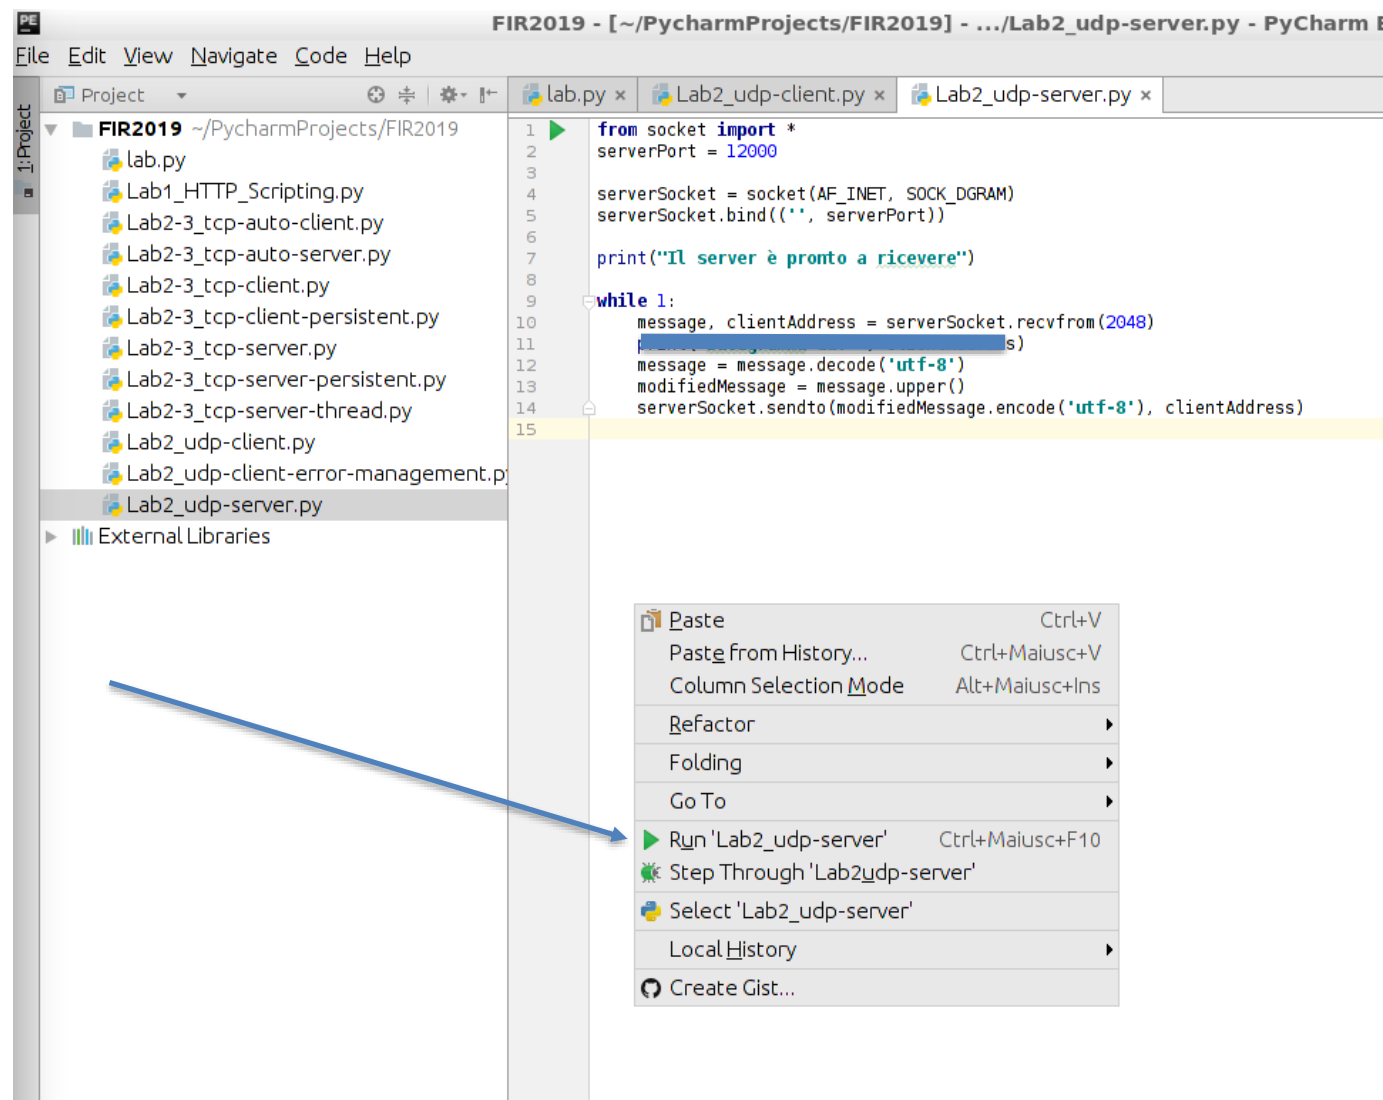 FIR2019 - [~/PycharmProjects/FIR2019] - .../Lab2_udp-server.py - PyCharm E
File Edit View Navigate Code Help
1: Project
Project
FIR2019 ~/PycharmProjects/FIR2019
lab.py
Lab1_HTTP_Scripting.py
Lab2-3_tcp-auto-client.py
Lab2-3_tcp-auto-server.py
Lab2-3_tcp-client.py
Lab2-3_tcp-client-persistent.py
Lab2-3_tcp-server.py
Lab2-3_tcp-server-persistent.py
Lab2-3_tcp-server-thread.py
Lab2_udp-client.py
Lab2_udp-client-error-management.py
Lab2_udp-server.py
External Libraries
lab.py × Lab2_udp-client.py × Lab2_udp-server.py ×
1 from socket import *
2 serverPort = 12000
3
4 serverSocket = socket(AF_INET, SOCK_DGRAM)
5 serverSocket.bind(('', serverPort))
6
7 print("Il server è pronto a ricevere")
8
9 while 1:
10 message, clientAddress = serverSocket.recvfrom(2048)
11 s)
12 message = message.decode('utf-8')
13 modifiedMessage = message.upper()
14 serverSocket.sendto(modifiedMessage.encode('utf-8'), clientAddress)
15
Paste Ctrl+V
Paste from History... Ctrl+Maiusc+V
Column Selection Mode Alt+Maiusc+Ins
Refactor
Folding
Go To
Run 'Lab2_udp-server' Ctrl+Maiusc+F10
Step Through 'Lab2udp-server'
Select 'Lab2_udp-server'
Local History
Create Gist...